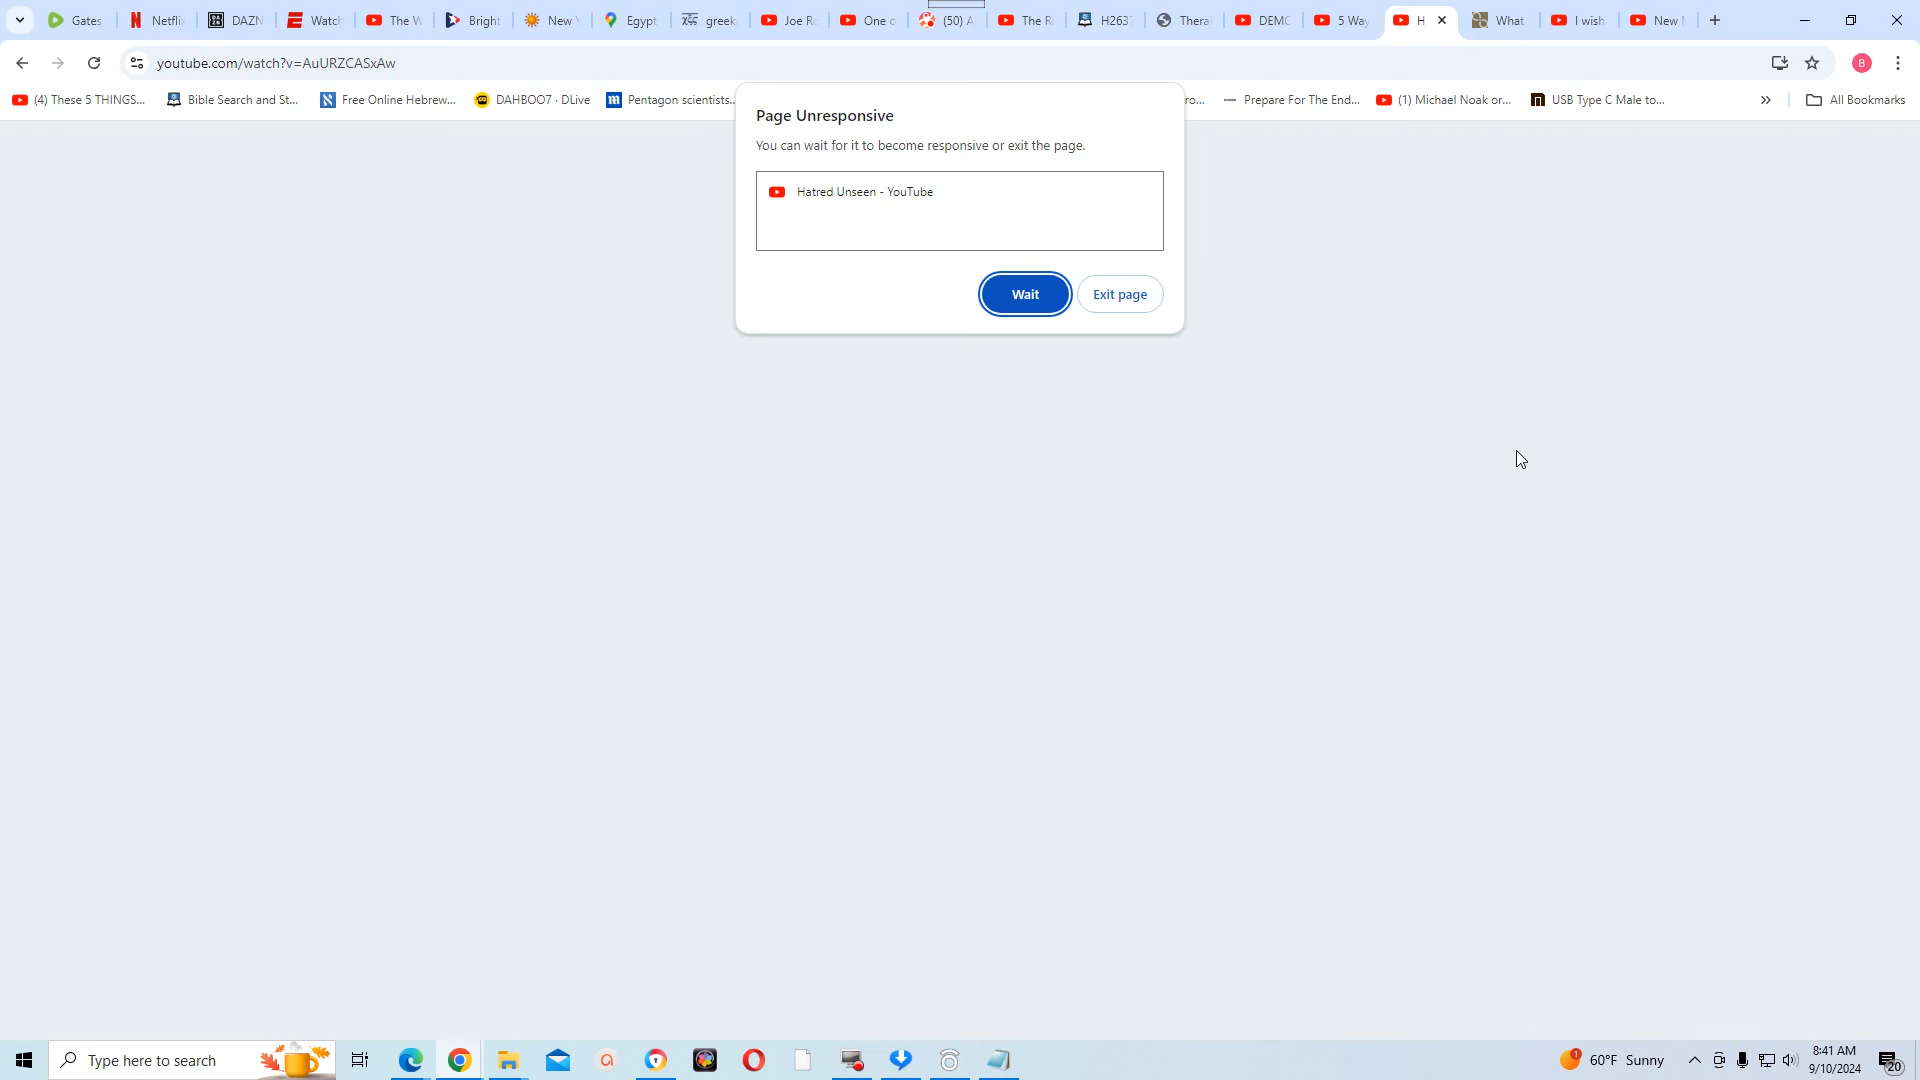 Gates
Netfli
DAZN
Watch
The W
Bright
New
Egypt
greek
Joe Ro
One o
(50) A
The R
H263
Thera
DEMO
5 Way
H
What
I wish
New
youtube.com/watch?v=AuURZCASxAw
B
(4) These 5 THINGS...
Bible Search and St...
Free Online Hebrew...
DAHBOO7 · DLive
Pentagon scientists...
ro...
Prepare For The End...
(1) Michael Noak or...
USB Type C Male to...
All Bookmarks
Page Unresponsive
You can wait for it to become responsive or exit the page.
Hatred Unseen - YouTube
Wait
Exit page
Type here to search
1
60°F Sunny
8:41 AM
9/10/2024
20